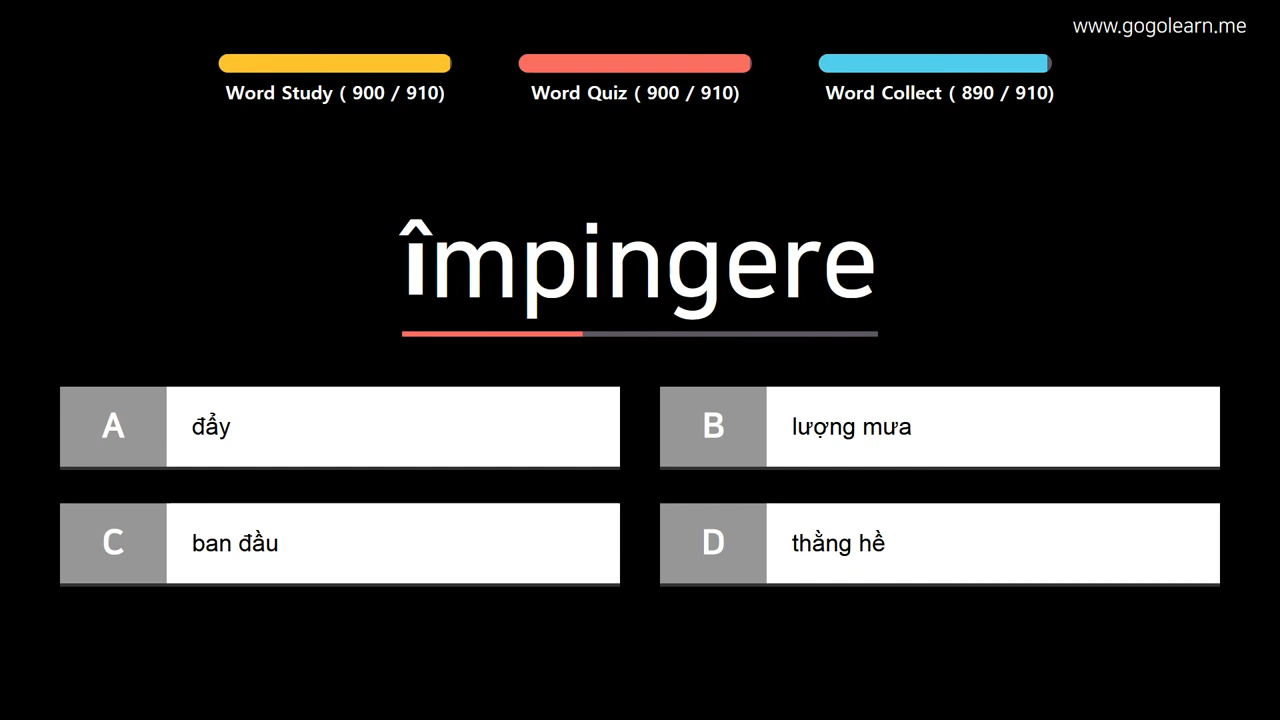 www.gogolearn.me
Word Study ( 900 / 910)
Word Quiz ( 900 / 910)
Word Collect ( 890 / 910)
împingere
A
đẩy
B
lượng mưa
C
ban đầu
D
thằng hề